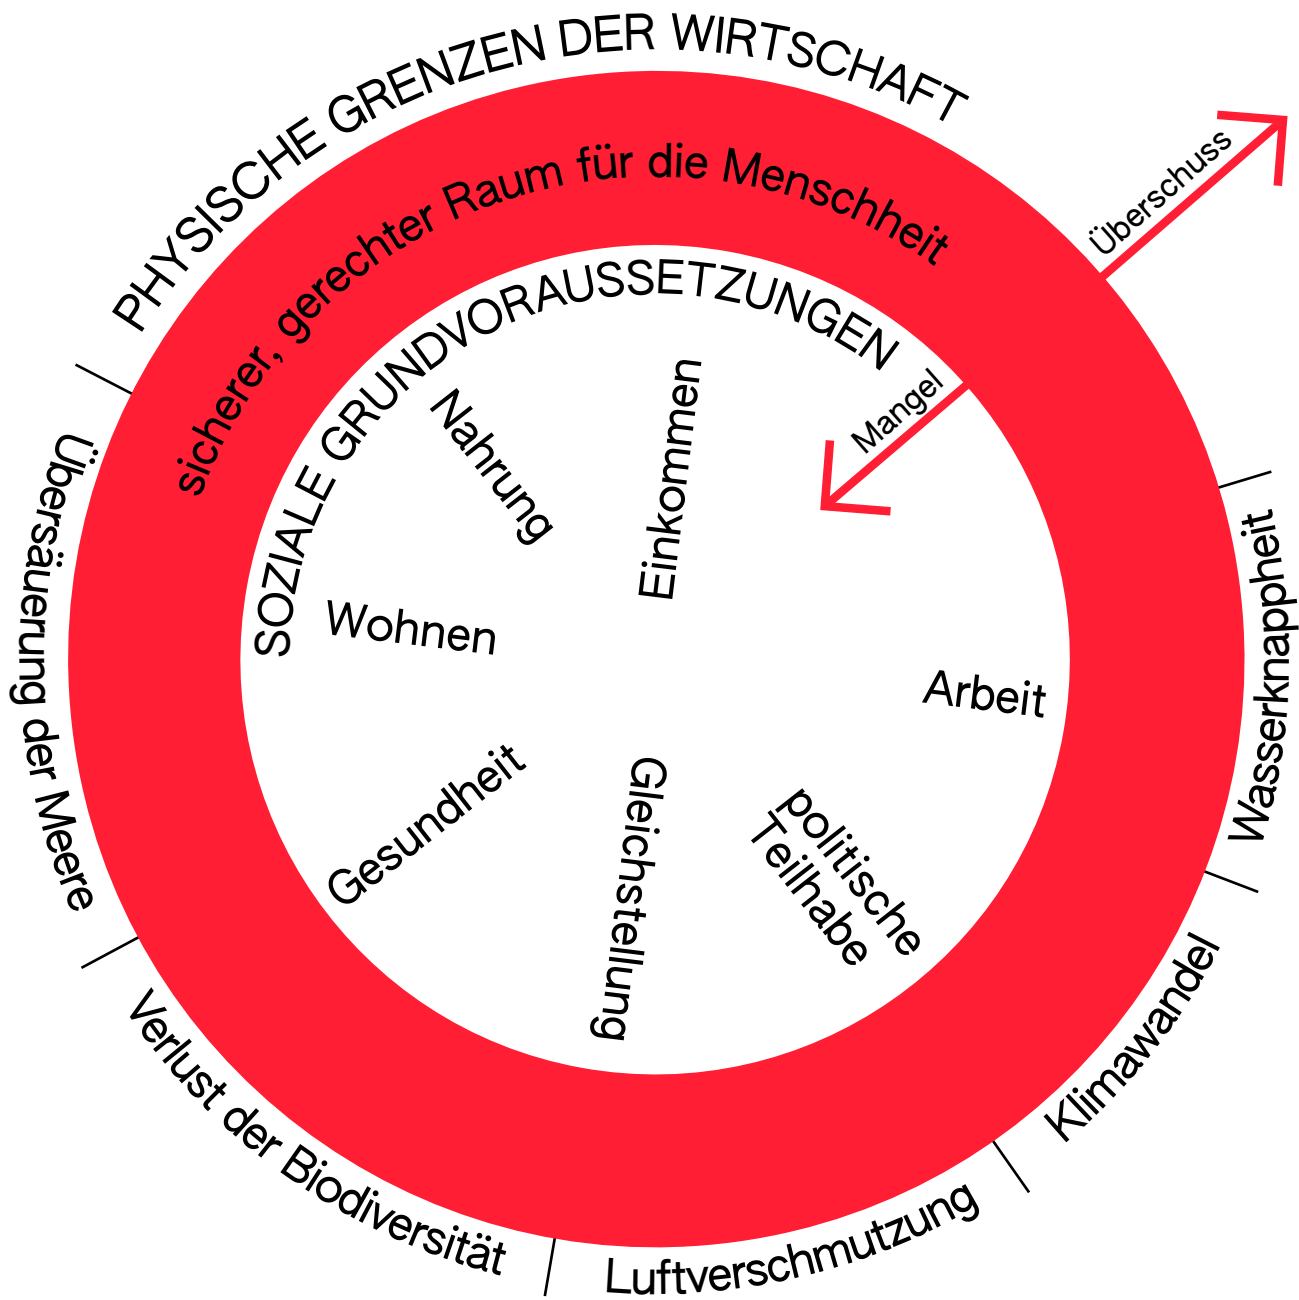 PHYSISCHE GRENZEN DER WIRTSCHAFT
sicherer, gerechter Raum für die Menschheit
SOZIALE GRUNDVORAUSSETZUNGEN
Überschuss
Mangel
Nahrung
Einkommen
Wohnen
Arbeit
Gesundheit
Gleichstellung
politische
Teilhabe
Übersäuerung der Meere
Verlust der Biodiversität
Luftverschmutzung
Klimawandel
Wasserknappheit